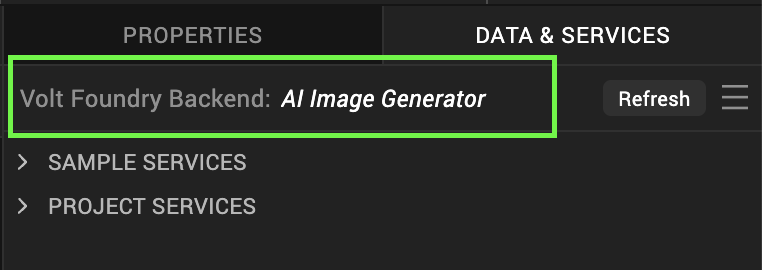 PROPERTIES DATA & SERVICES
Volt Foundry Backend: AI Image Generator Refresh
SAMPLE SERVICES
PROJECT SERVICES